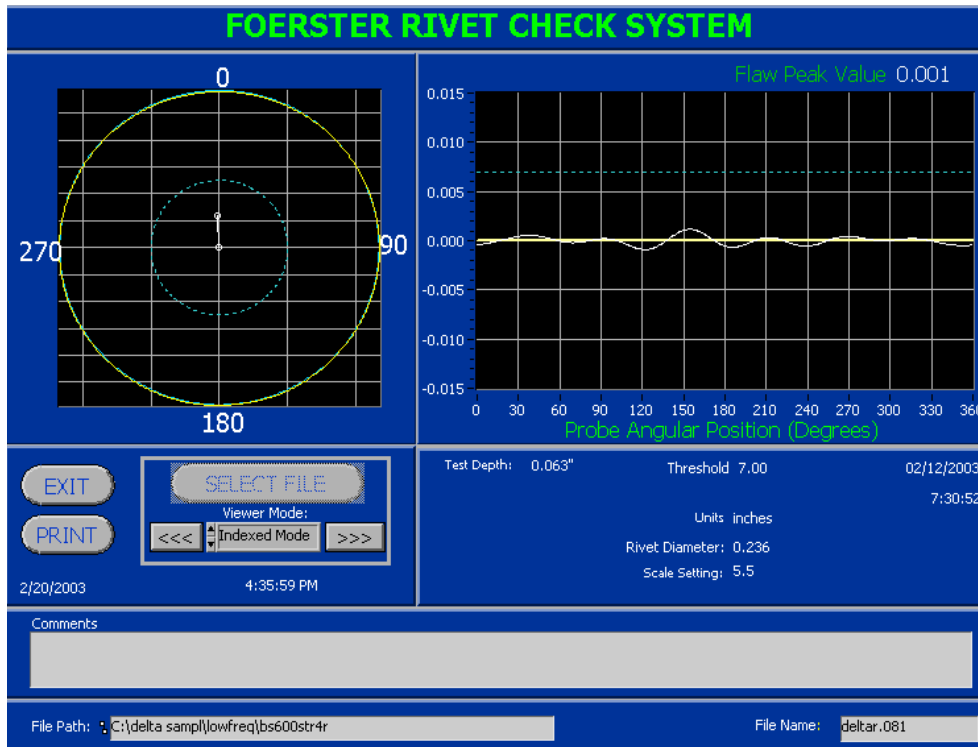 FOERSTER RIVET CHECK SYSTEM
0
90
180
270
Flaw Peak Value 0.001
0.015
0.010
0.005
0.000
-0.005
-0.010
-0.015
0 30 60 90 120 150 180 210 240 270 300 330 36
Probe Angular Position (Degrees)
EXIT
PRINT
SELECT FILE
Viewer Mode:
<<< Indexed Mode >>>
2/20/2003 4:35:59 PM
Test Depth: 0.063" Threshold 7.00 02/12/2003
7:30:52
Units inches
Rivet Diameter: 0.236
Scale Setting: 5.5
Comments
File Path: C:\delta sampl\lowfreq\bs600str4r
File Name: deltar.081